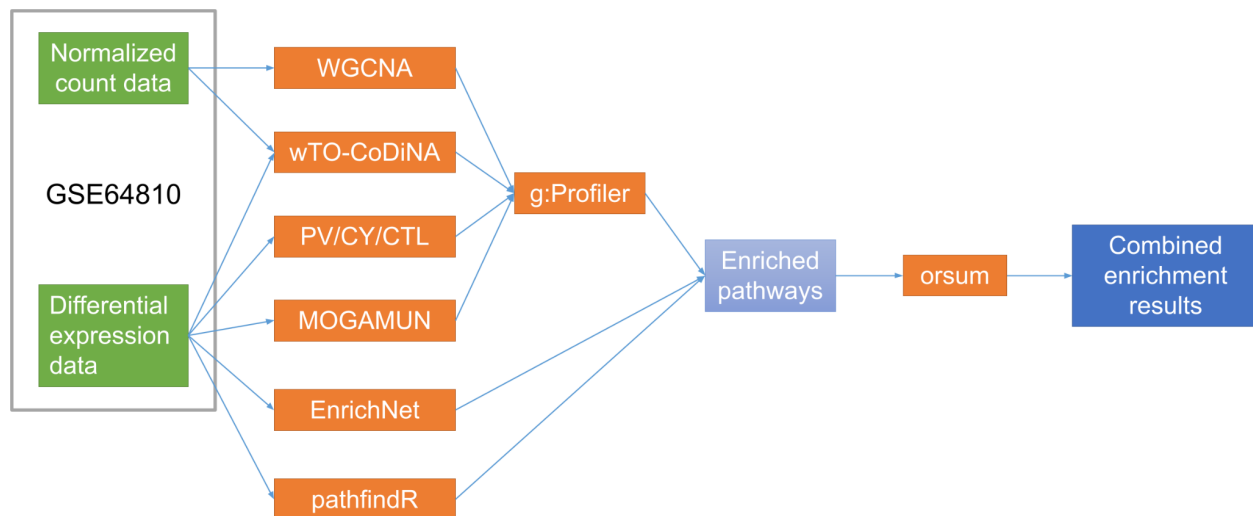 Normalized
count data
GSE64810
Differential
expression
data
WGCNA
wTO-CoDiNA
PV/CY/CTL
MOGAMUN
EnrichNet
pathfindR
g:Profiler
Enriched
pathways
orsum
Combined
enrichment
results